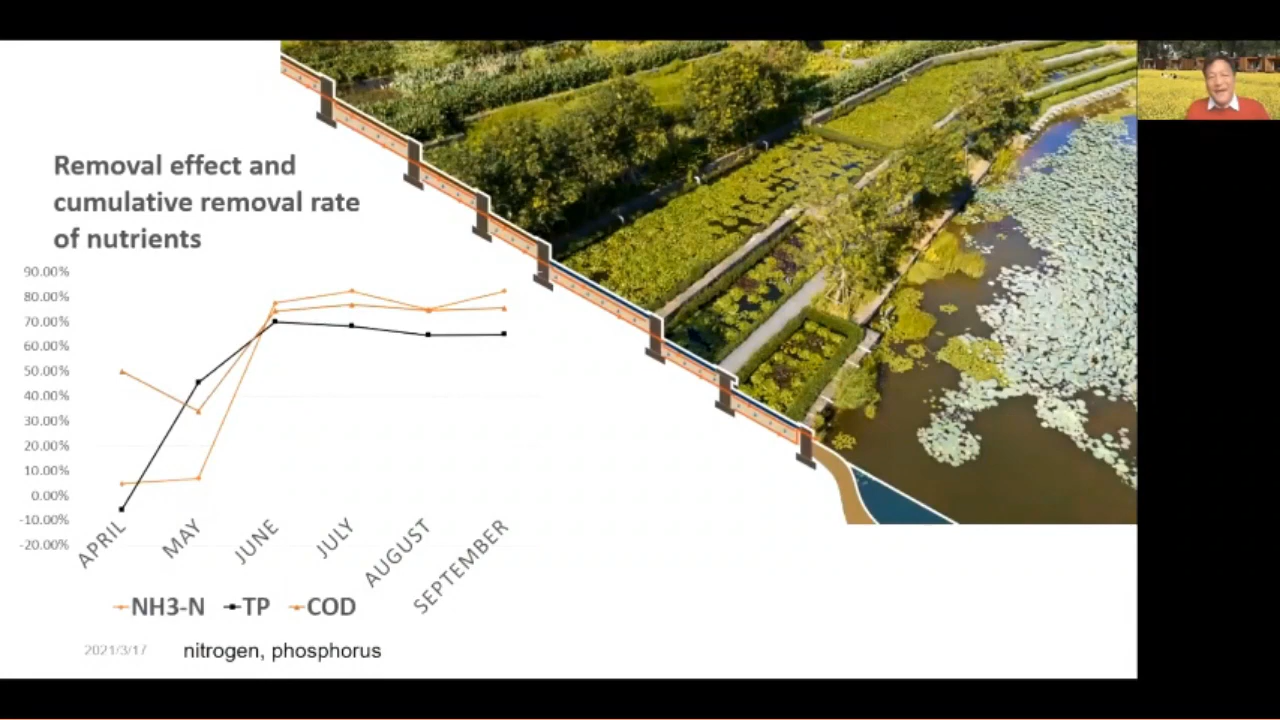 Removal effect and
cumulative removal rate
of nutrients
90.00%
80.00%
70.00%
60.00%
50.00%
40.00%
30.00%
20.00%
10.00%
0.00%
-10.00%
-20.00%
APRIL
MAY
JUNE
JULY
AUGUST
SEPTEMBER
NH3-N TP COD
2021/3/17
nitrogen, phosphorus